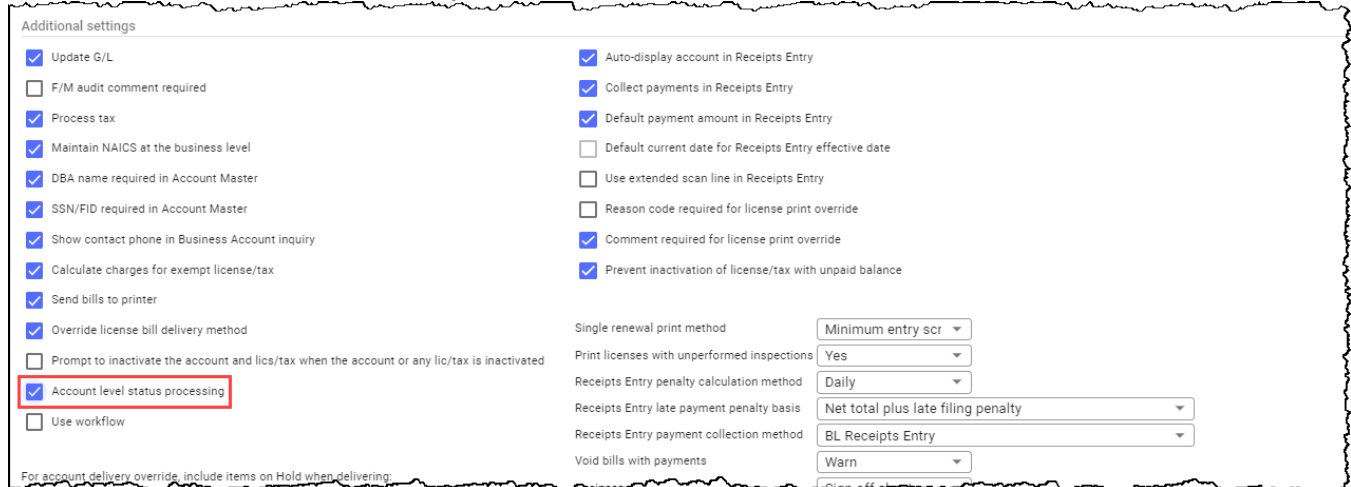 Additional settings
Update G/L
F/M audit comment required
Process tax
Maintain NAICS at the business level
DBA name required in Account Master
SSN/FID required in Account Master
Show contact phone in Business Account inquiry
Calculate charges for exempt license/tax
Send bills to printer
Override license bill delivery method
Prompt to inactivate the account and lics/tax when the account or any lic/tax is inactivated
Account level status processing
Use workflow
For account delivery override, include items on Hold when delivering:
Auto-display account in Receipts Entry
Collect payments in Receipts Entry
Default payment amount in Receipts Entry
Default current date for Receipts Entry effective date
Use extended scan line in Receipts Entry
Reason code required for license print override
Comment required for license print override
Prevent inactivation of license/tax with unpaid balance
Single renewal print method Minimum entry scr
Print licenses with unperformed inspections Yes
Receipts Entry penalty calculation method Daily
Receipts Entry late payment penalty basis Net total plus late filing penalty
Receipts Entry payment collection method BL Receipts Entry
Void bills with payments Warn